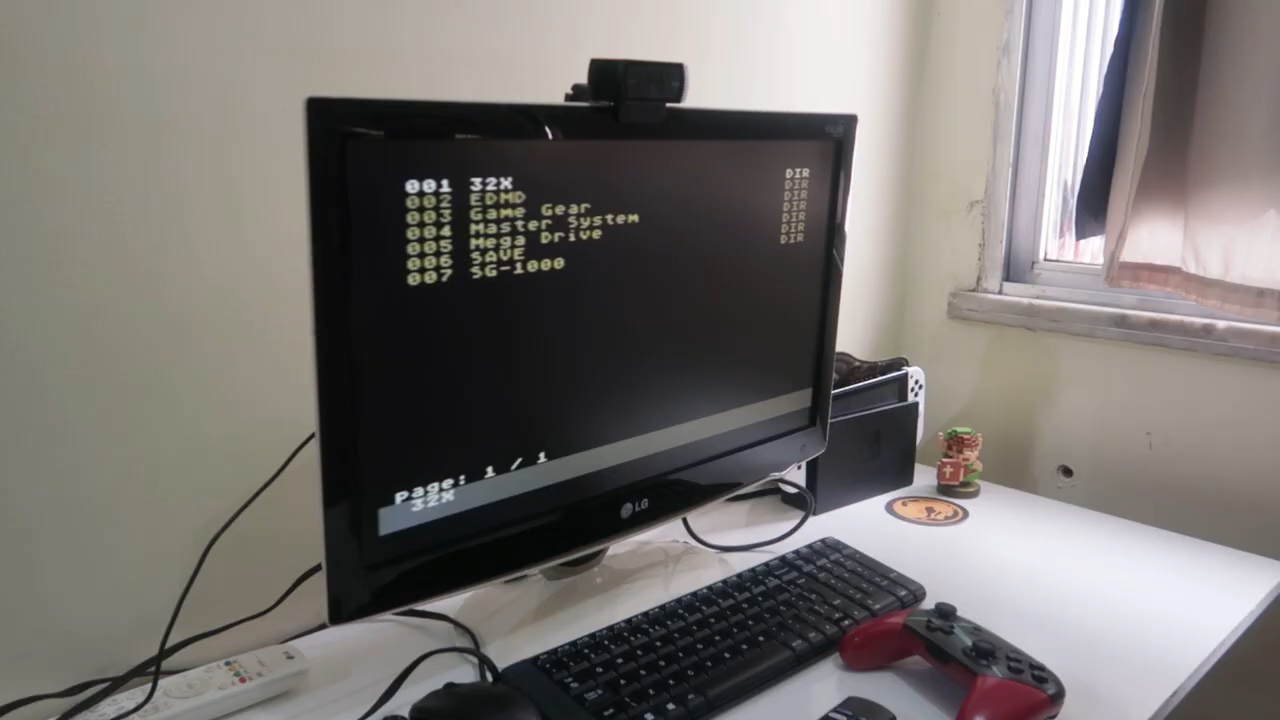 001 32X DIR
002 EDMD DIR
003 Game Gear DIR
004 Master System DIR
005 Mega Drive DIR
006 SAVE DIR
007 SG-1000 DIR
Page: 1 / 1
32X
LG